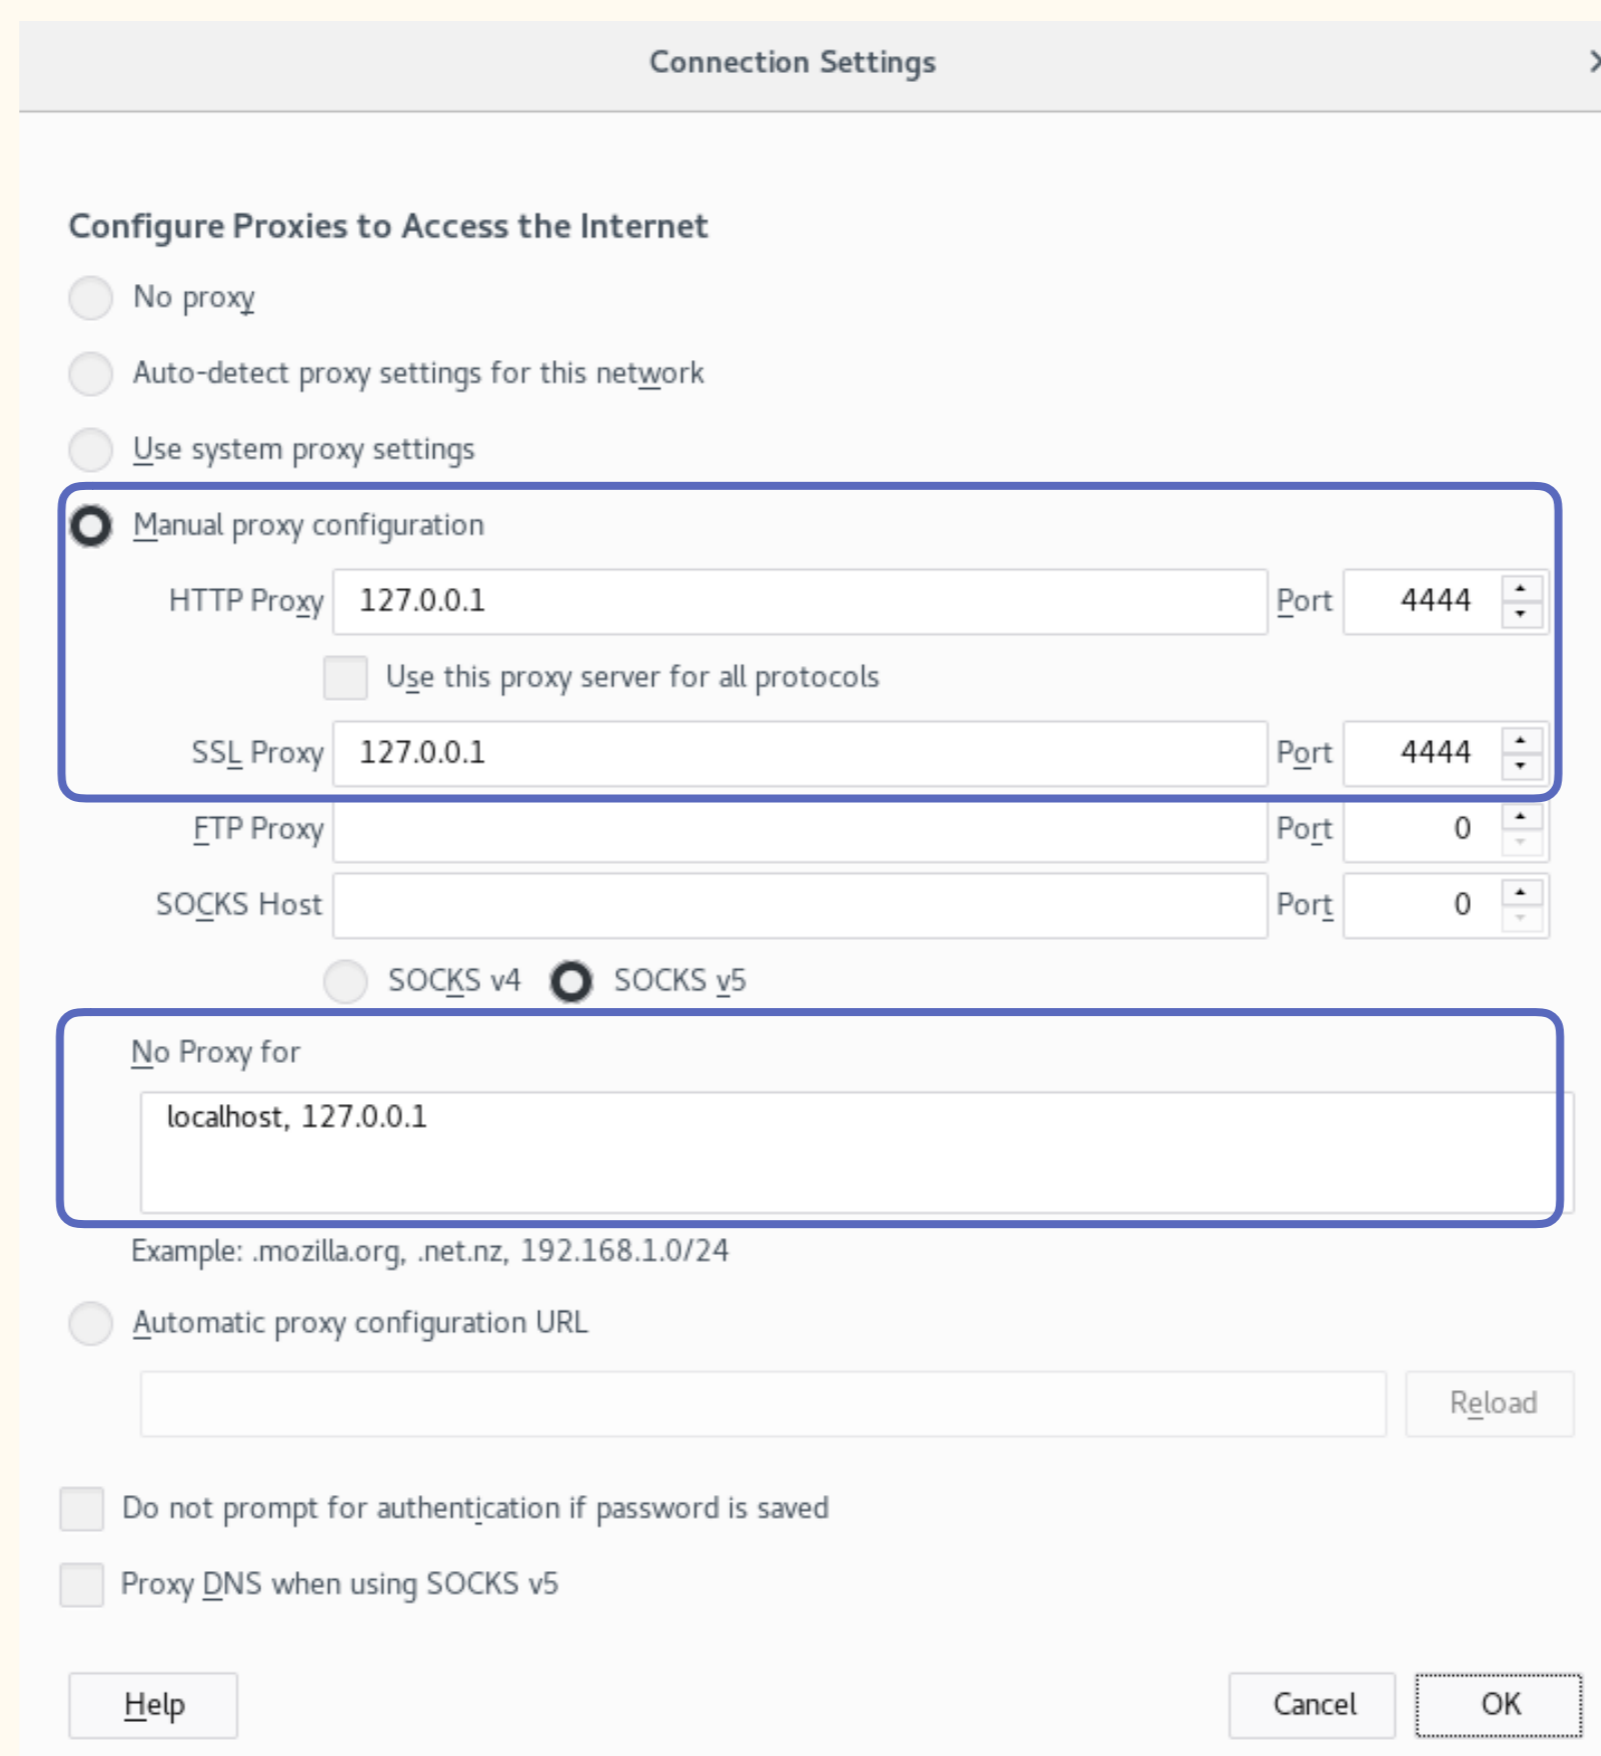 Connection Settings
Configure Proxies to Access the Internet
No proxy
Auto-detect proxy settings for this network
Use system proxy settings
Manual proxy configuration
HTTP Proxy 127.0.0.1 Port 4444
Use this proxy server for all protocols
SSL Proxy 127.0.0.1 Port 4444
FTP Proxy Port 0
SOCKS Host Port 0
SOCKS v4 SOCKS v5
No Proxy for
localhost, 127.0.0.1
Example: .mozilla.org, .net.nz, 192.168.1.0/24
Automatic proxy configuration URL
Reload
Do not prompt for authentication if password is saved
Proxy DNS when using SOCKS v5
Help Cancel OK